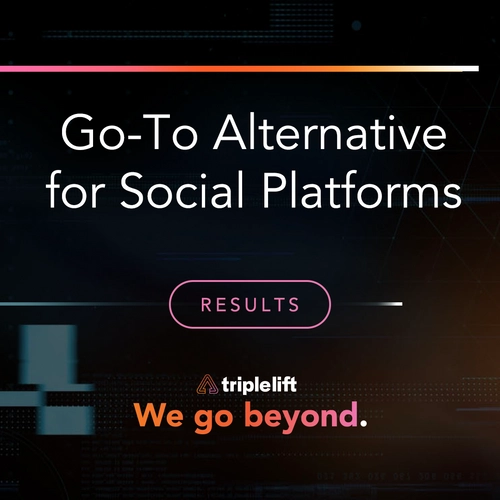 Go-To Alternative
for Social Platforms
RESULTS
triplelift
We go beyond.